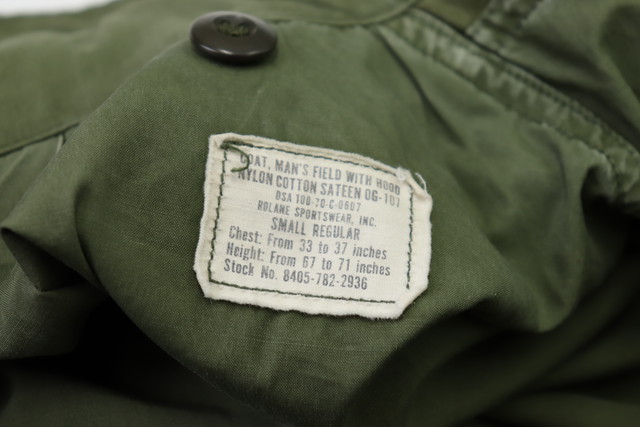 COAT, MAN'S FIELD WITH HOOD
NYLON COTTON SATEEN OG-107
DSA 100-70-C-0607
ROLANE SPORTSWEAR, INC.
SMALL REGULAR
Chest: From 33 to 37 inches
Height: From 67 to 71 inches
Stock No. 8405-782-2936